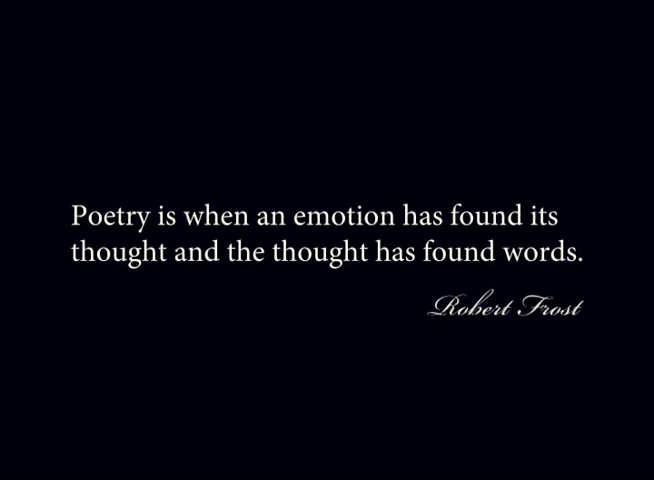 Poetry is when an emotion has found its
thought and the thought has found words.
Robert Frost